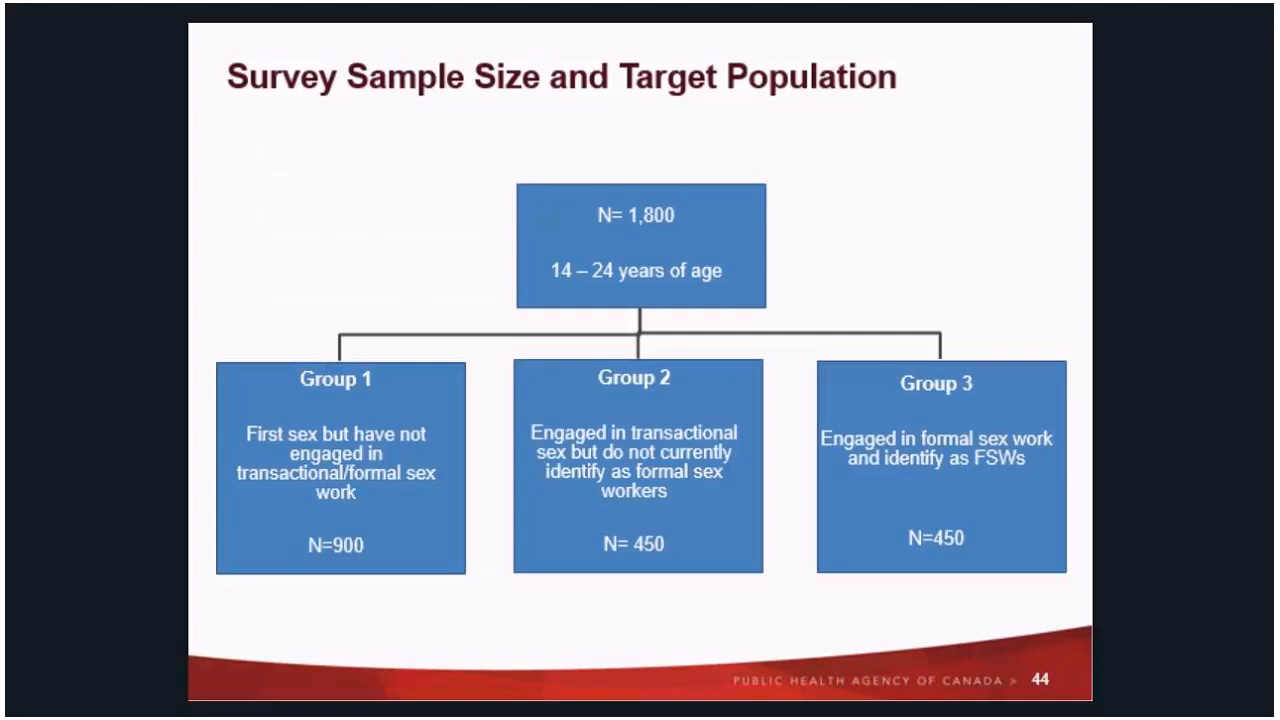 Survey Sample Size and Target Population
N= 1,800
14 – 24 years of age
Group 1
First sex but have not
engaged in
transactional/formal sex
work
N=900
Group 2
Engaged in transactional
sex but do not currently
identify as formal sex
workers
N= 450
Group 3
Engaged in formal sex work
and identify as FSWs
N=450
PUBLIC HEALTH AGENCY OF CANADA > 44